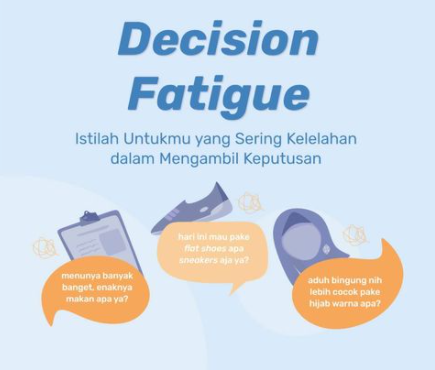 Decision
Fatigue
Istilah Untukmu yang Sering Kelelahan
dalam Mengambil Keputusan
menunya banyak
banget, enaknya
makan apa ya?
hari ini mau pake
flat shoes apa
sneakers aja ya?
aduh bingung nih
lebih cocok pake
hijab warna apa?